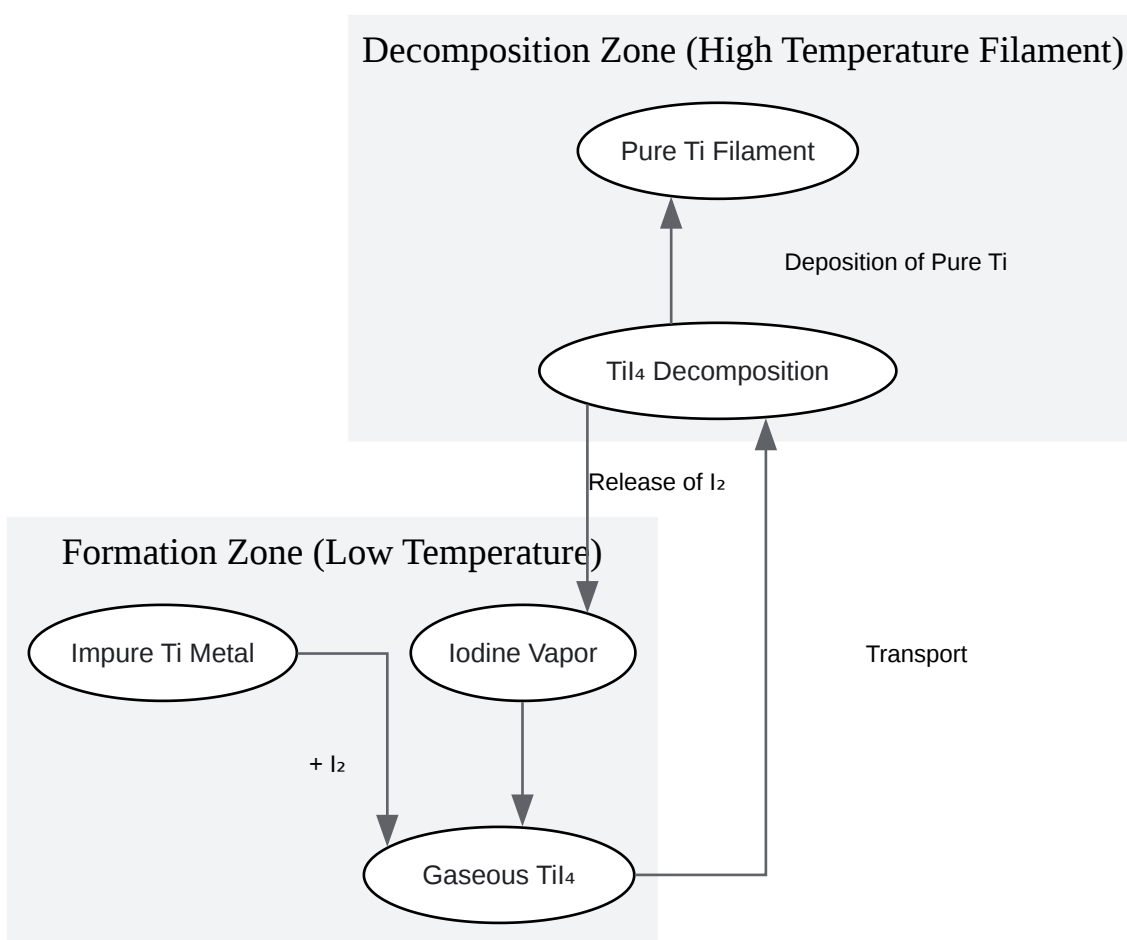 Decomposition Zone (High Temperature Filament)
Pure Ti Filament
Deposition of Pure Ti
TiI₄ Decomposition
Release of I₂
Formation Zone (Low Temperature)
Impure Ti Metal
Iodine Vapor
Transport
+ I₂
Gaseous TiI₄